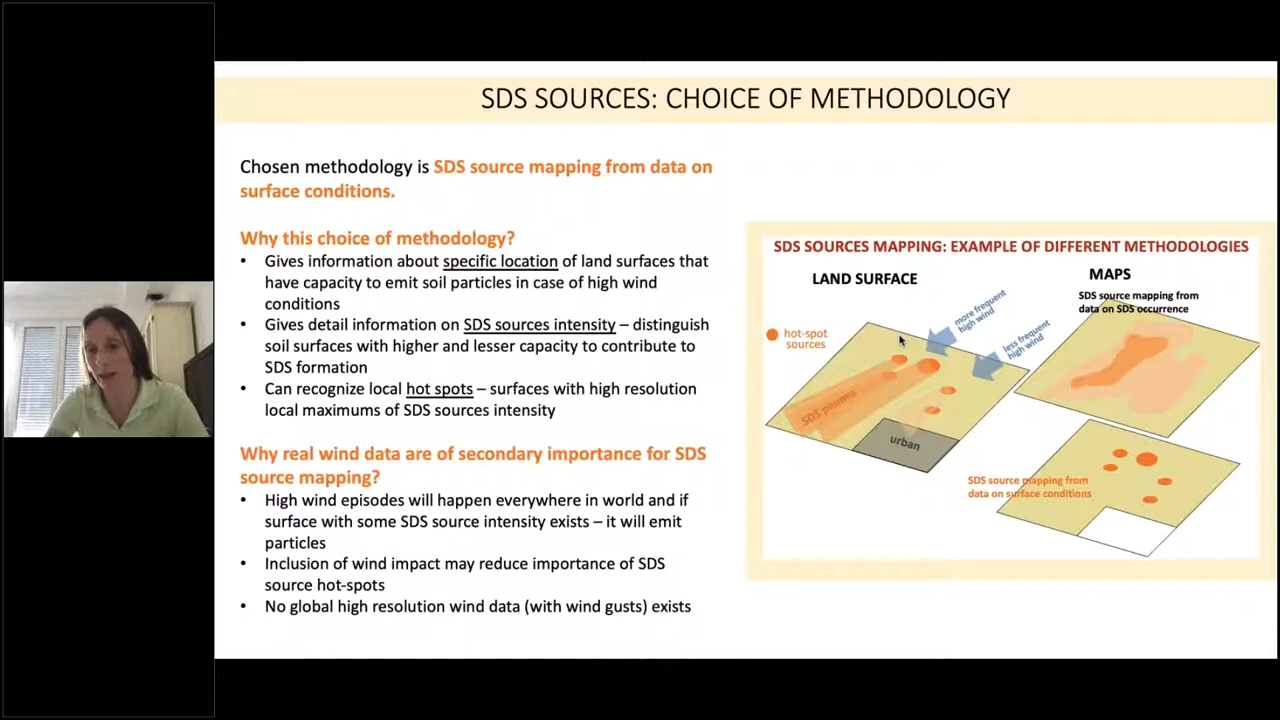 SDS SOURCES: CHOICE OF METHODOLOGY
Chosen methodology is SDS source mapping from data on
surface conditions.
Why this choice of methodology?
• Gives information about specific location of land surfaces that
have capacity to emit soil particles in case of high wind
conditions
• Gives detail information on SDS sources intensity – distinguish
soil surfaces with higher and lesser capacity to contribute to
SDS formation
• Can recognize local hot spots – surfaces with high resolution
local maximums of SDS sources intensity
Why real wind data are of secondary importance for SDS
source mapping?
• High wind episodes will happen everywhere in world and if
surface with some SDS source intensity exists – it will emit
particles
• Inclusion of wind impact may reduce importance of SDS
source hot-spots
• No global high resolution wind data (with wind gusts) exists
SDS SOURCES MAPPING: EXAMPLE OF DIFFERENT METHODOLOGIES
LAND SURFACE
MAPS
hot-spot
sources
more frequent
high wind
less frequent
high wind
SDS plumes
urban
SDS source mapping from
data on SDS occurrence
SDS source mapping from
data on surface conditions